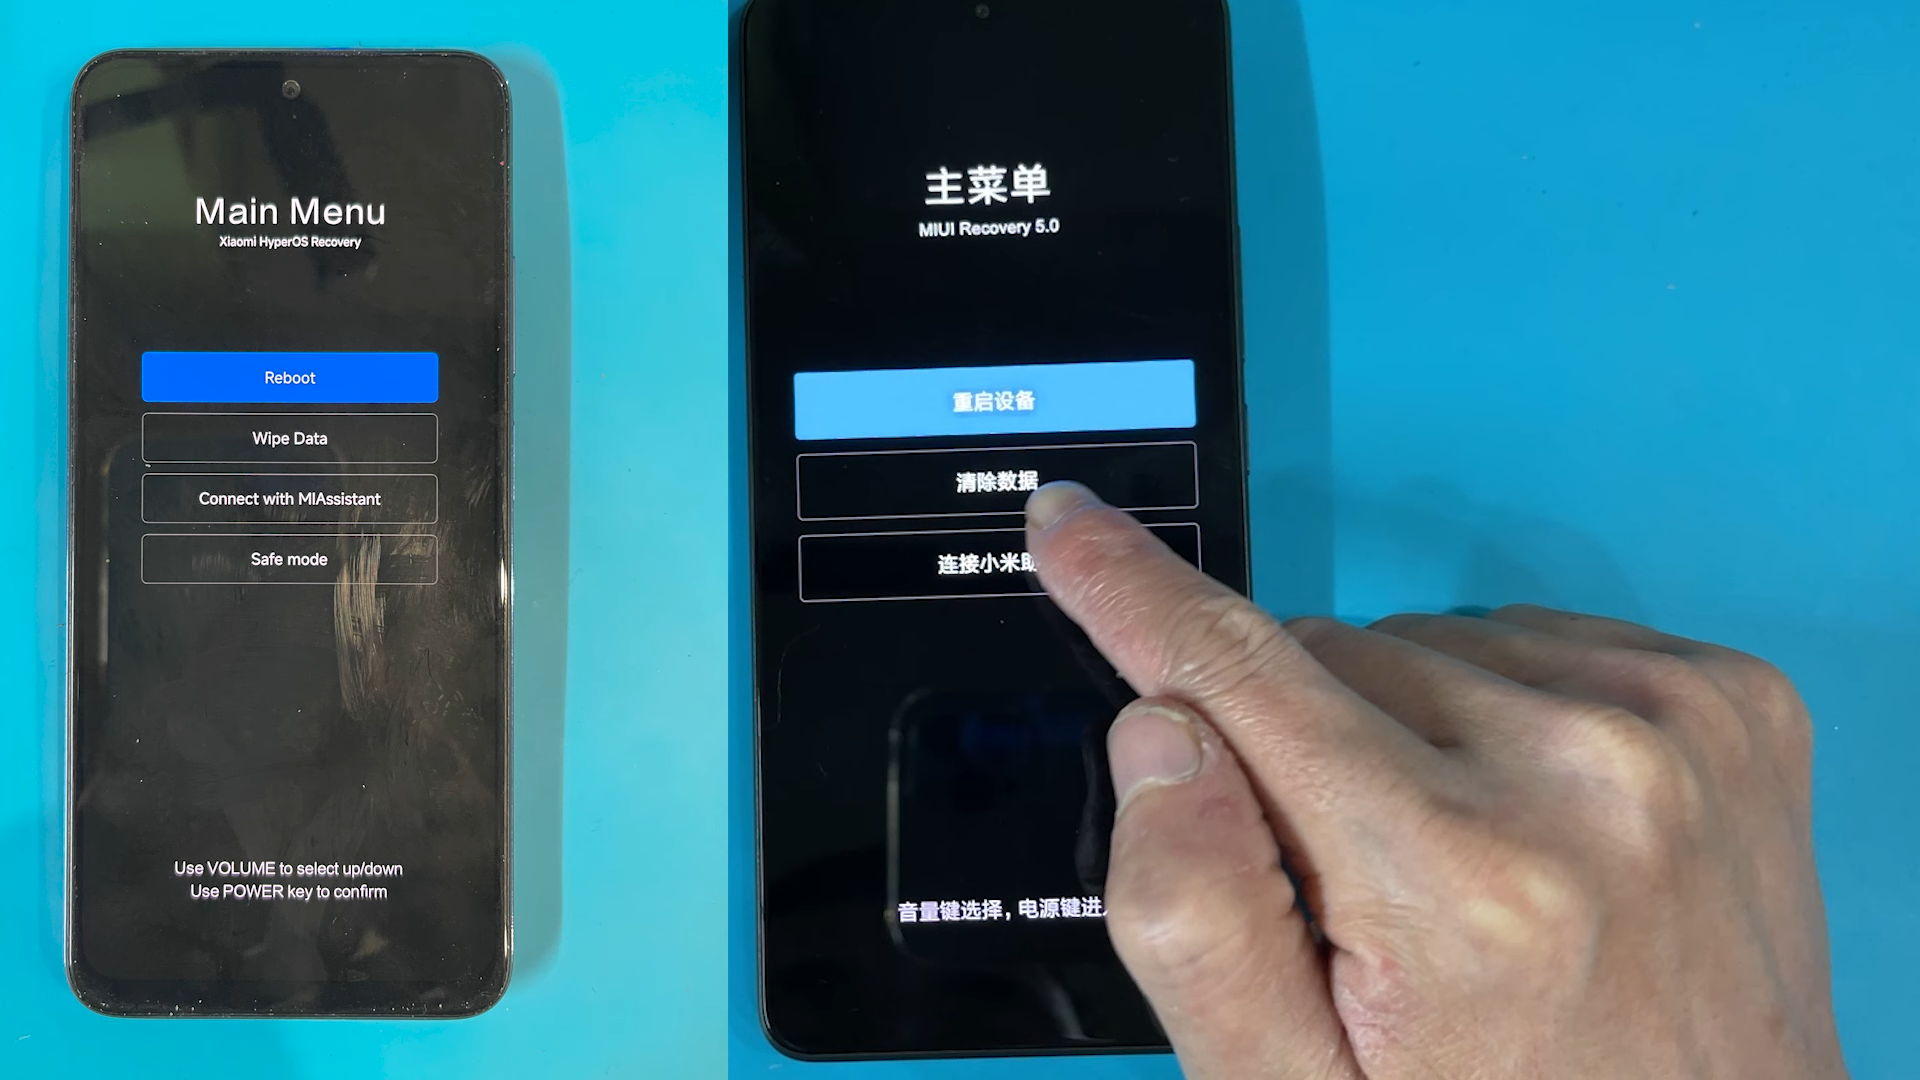 Main Menu
Xiaomi HyperOS Recovery
Reboot
Wipe Data
Connect with MIAssistant
Safe mode
Use VOLUME to select up/down
Use POWER key to confirm
主菜单
MIUI Recovery 5.0
重启设备
清除数据
连接小米
音量键选择，电源键进